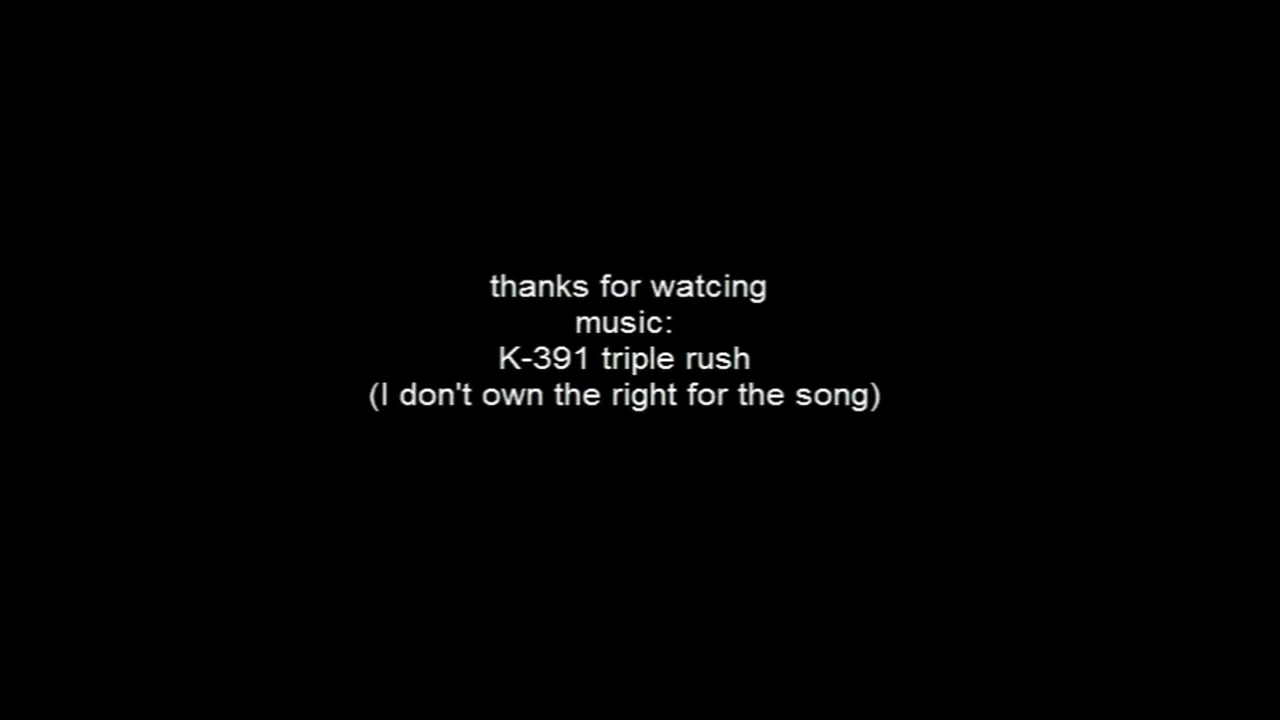 thanks for watcing
music:
K-391 triple rush
(I don't own the right for the song)